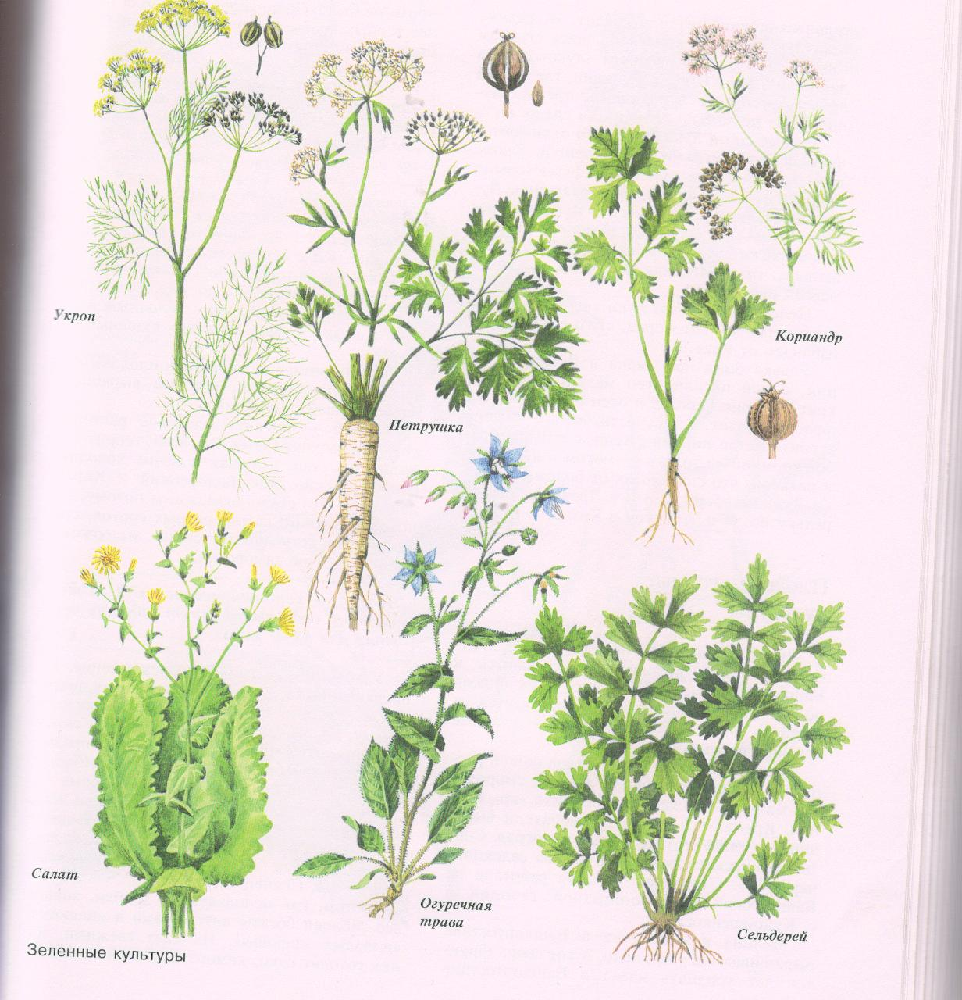 Укроп
Кориандр
Петрушка
Салат
Огуречная
трава
Сельдерей
Зеленные культуры